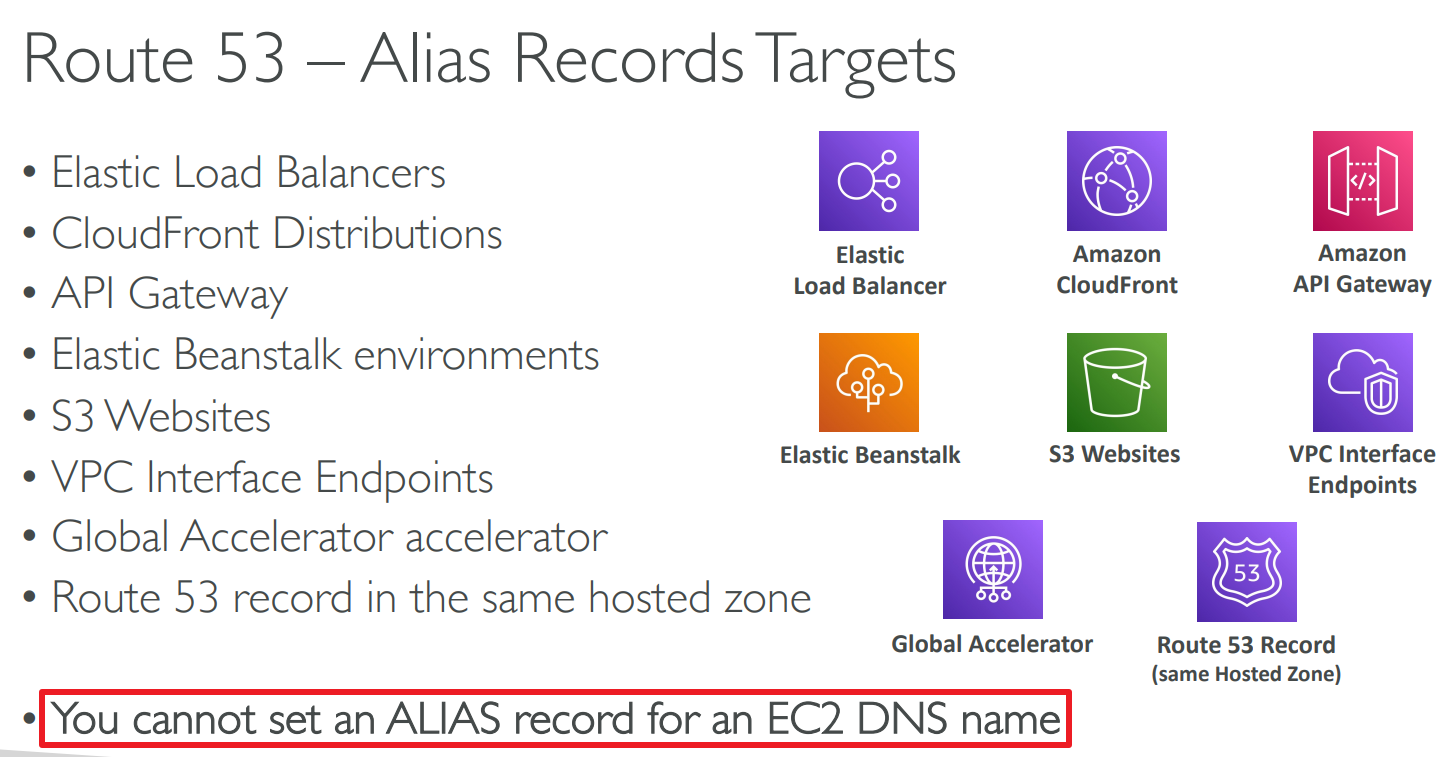 Route 53 – Alias Records Targets
• Elastic Load Balancers
• CloudFront Distributions
• API Gateway
• Elastic Beanstalk environments
• S3 Websites
• VPC Interface Endpoints
• Global Accelerator accelerator
• Route 53 record in the same hosted zone
• You cannot set an ALIAS record for an EC2 DNS name
Elastic
Load Balancer
Amazon
CloudFront
Amazon
API Gateway
Elastic Beanstalk
S3 Websites
VPC Interface
Endpoints
Global Accelerator
53
Route 53 Record
(same Hosted Zone)